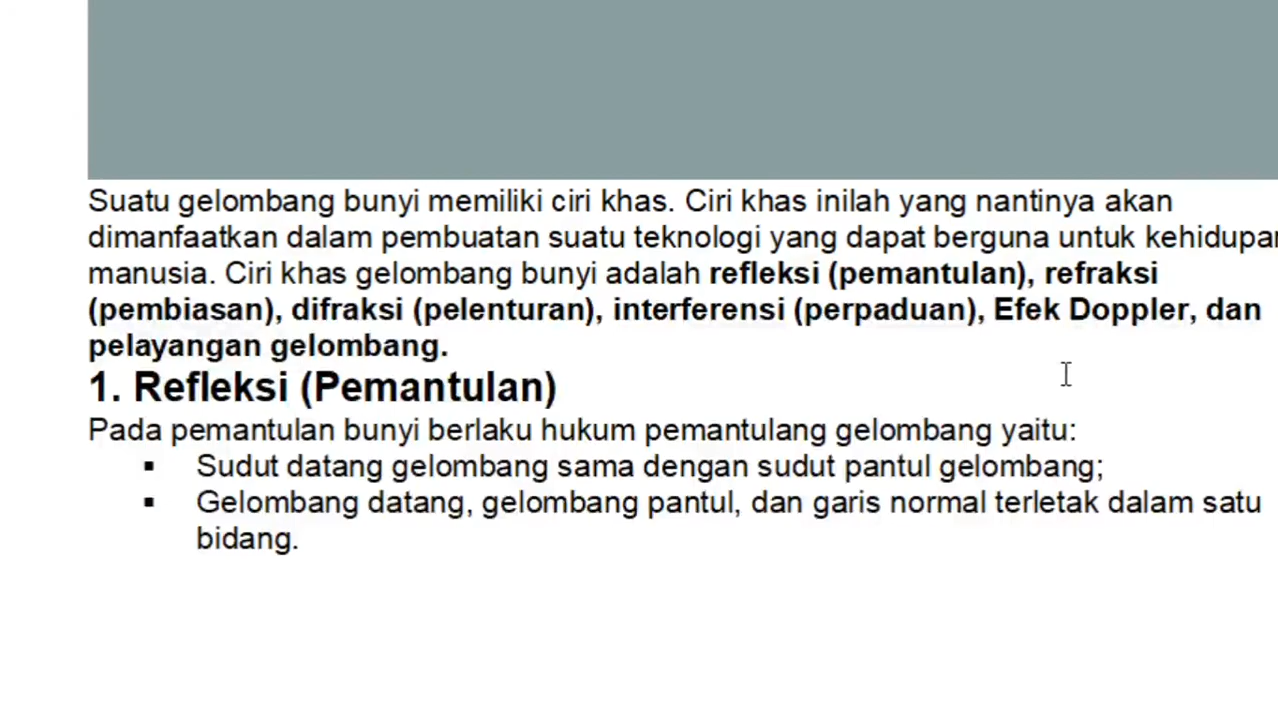 Suatu gelombang bunyi memiliki ciri khas. Ciri khas inilah yang nantinya akan
dimanfaatkan dalam pembuatan suatu teknologi yang dapat berguna untuk kehidupan
manusia. Ciri khas gelombang bunyi adalah refleksi (pemantulan), refraksi
(pembiasan), difraksi (pelenturan), interferensi (perpaduan), Efek Doppler, dan
pelayangan gelombang.
1. Refleksi (Pemantulan)
Pada pemantulan bunyi berlaku hukum pemantulang gelombang yaitu:
▪ Sudut datang gelombang sama dengan sudut pantul gelombang;
▪ Gelombang datang, gelombang pantul, dan garis normal terletak dalam satu
bidang.